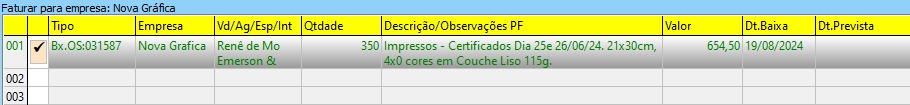 Faturar para empresa: Nova Gráfica
Tipo Empresa Vd/Ag/Esp/Int Qtdade Descrição/Observações PF Valor Dt.Baixa Dt.Prevista
001 ✔ Bx.OS:031587 Nova Grafica René de Mo 350 Impressos - Certificados Dia 25e 26/06/24. 21x30cm, 654,50 19/08/2024
Emerson & 4x0 cores em Couche Liso 115g.
002
003